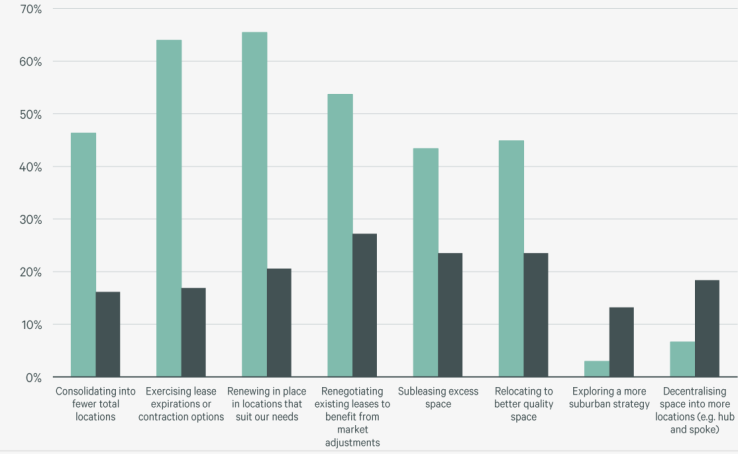 70%
60%
50%
40%
30%
20%
10%
0%
Consolidating into
fewer total
locations
Exercising lease
expirations or
contraction options
Renewing in place
in locations that
suit our needs
Renegotiating
existing leases to
benefit from
market
adjustments
Subleasing excess
space
Relocating to
better quality
space
Exploring a more
suburban strategy
Decentralising
space into more
locations (e.g. hub
and spoke)